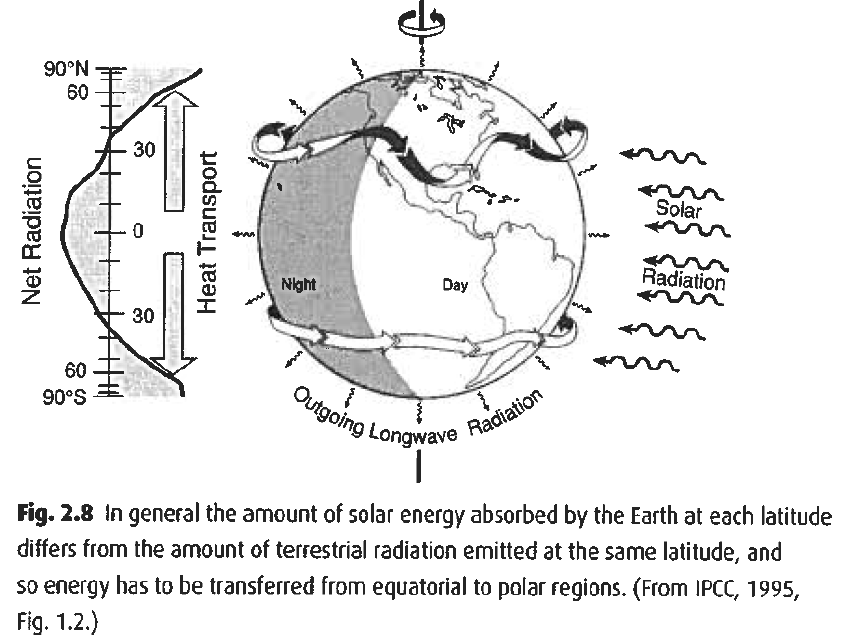 90°N
60
30
0
30
60
90°S
Net Radiation
Heat Transport
Night
Day
Solar
Radiation
Outgoing Longwave Radiation
Fig. 2.8 In general the amount of solar energy absorbed by the Earth at each latitude
differs from the amount of terrestrial radiation emitted at the same latitude, and
so energy has to be transferred from equatorial to polar regions. (From IPCC, 1995,
Fig. 1.2.)